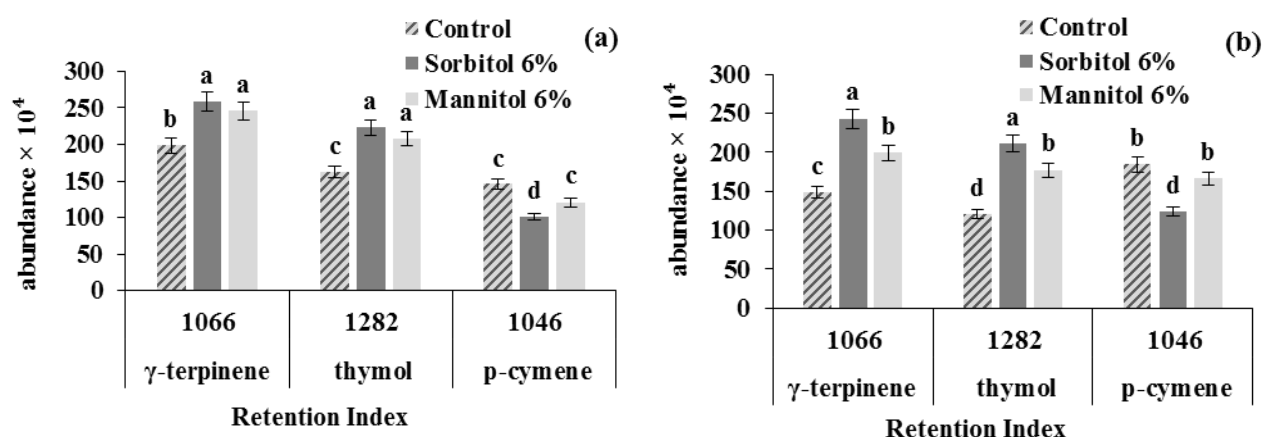 Control
Sorbitol 6%
Mannitol 6%
(a)
abundance × 10⁴
300
250
200
150
100
50
0
b a a
c a a
c d c
1066 1282 1046
γ-terpinene thymol p-cymene
Retention Index
Control
Sorbitol 6%
Mannitol 6%
(b)
abundance × 10⁴
300
250
200
150
100
50
0
c a b
d a b
b d b
1066 1282 1046
γ-terpinene thymol p-cymene
Retention Index